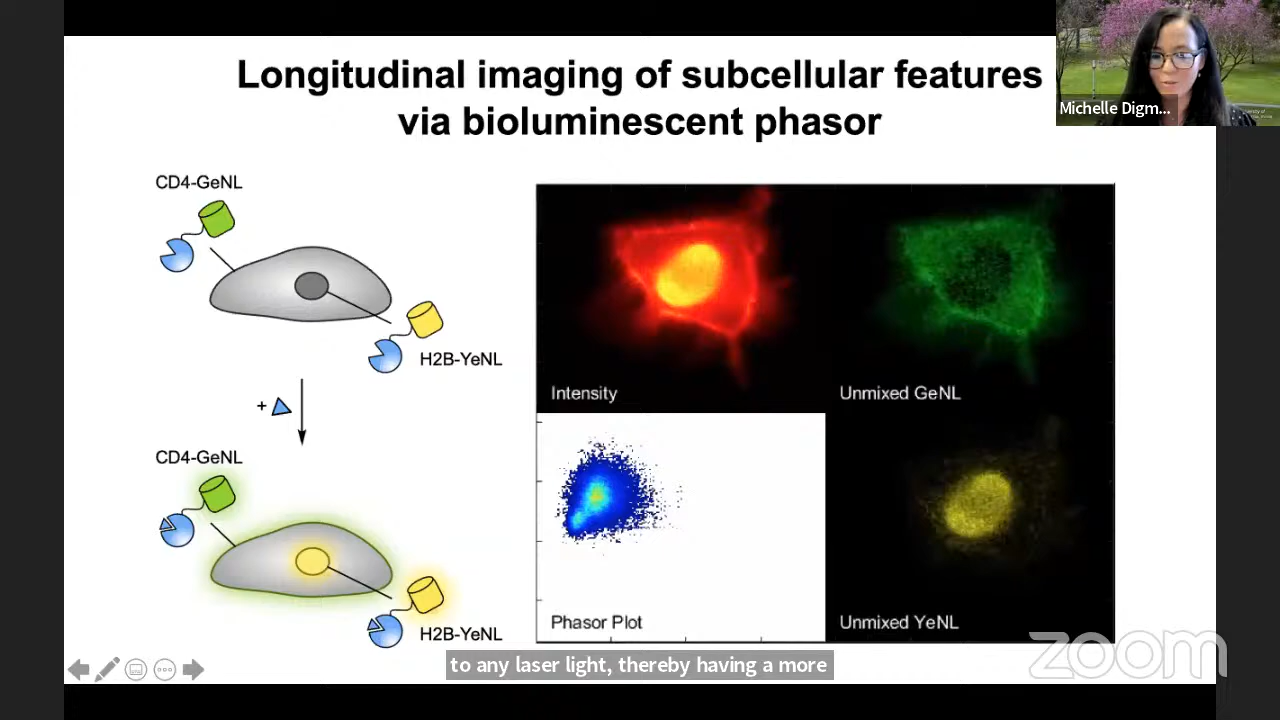 Longitudinal imaging of subcellular features
via bioluminescent phasor
Michelle Digm...
CD4-GeNL
H2B-YeNL
+
CD4-GeNL
H2B-YeNL
Intensity
Unmixed GeNL
Phasor Plot
Unmixed YeNL
to any laser light, thereby having a more
zoom